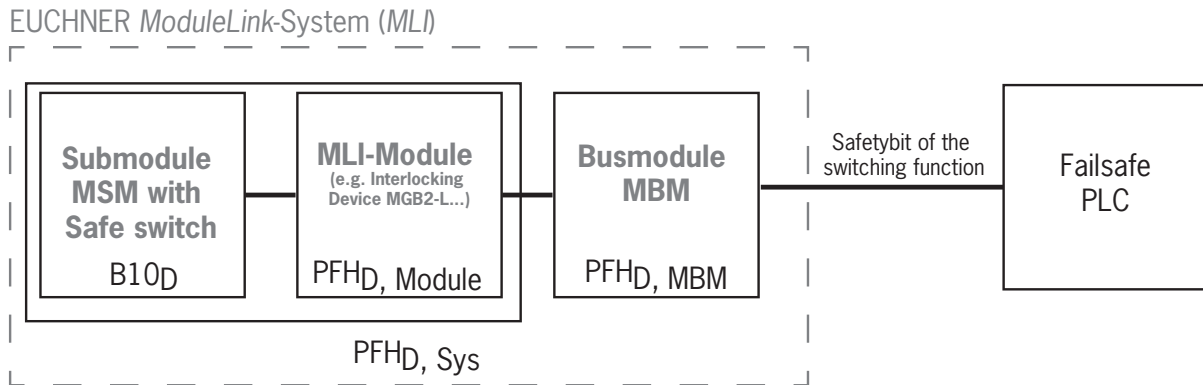 EUCHNER ModuleLink-System (MLI)
Submodule
MSM with
Safe switch
B10D
MLI-Module
(e.g. Interlocking
Device MGB2-L...)
PFHD, Module
Busmodule
MBM
PFHD, MBM
PFHD, Sys
Safetybit of the
switching function
Failsafe
PLC